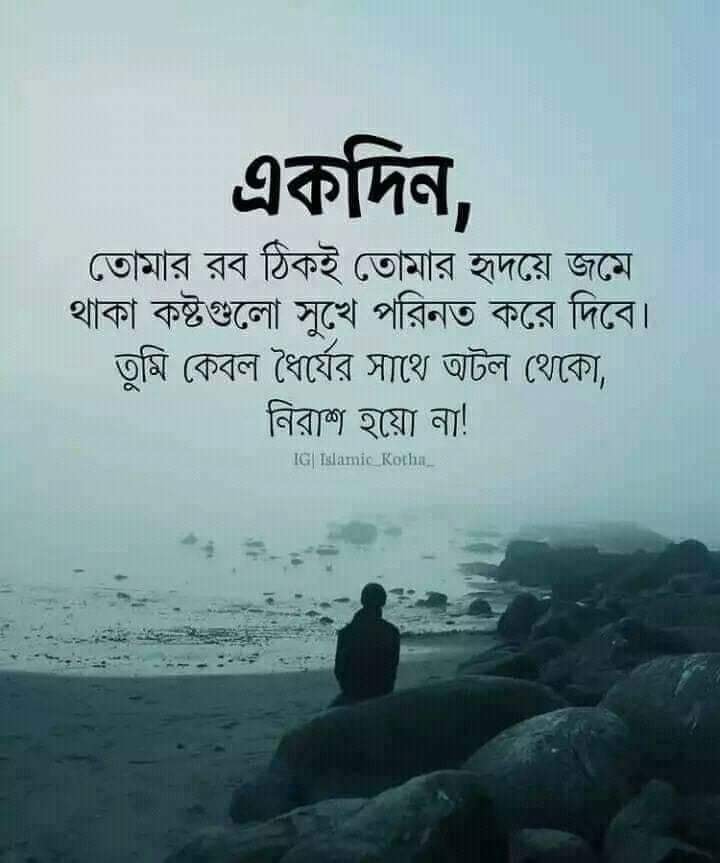 একদিন,
তোমার রব ঠিকই তোমার হৃদয়ে জমে
থাকা কষ্টগুলো সুখে পরিনত করে দিবে।
তুমি কেবল ধৈর্যের সাথে অটল থেকো,
নিরাশ হয়ো না!
IG| Islamic_Kotha_